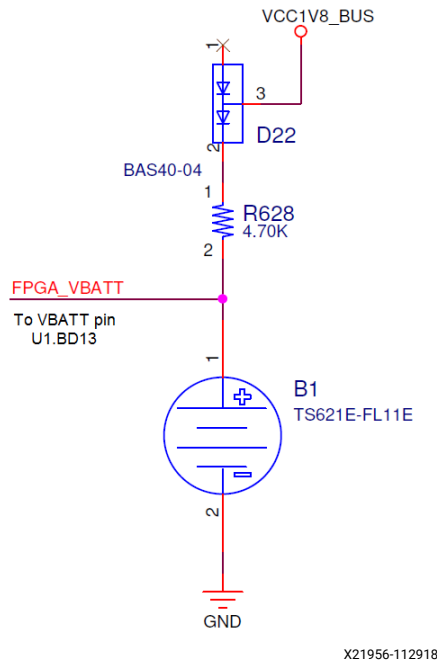 VCC1V8_BUS
1
3
D22
2
BAS40-04
1
R628
4.70K
2
FPGA_VBATT
To VBATT pin
U1.BD13
1
B1
TS621E-FL11E
2
GND
X21956-112918